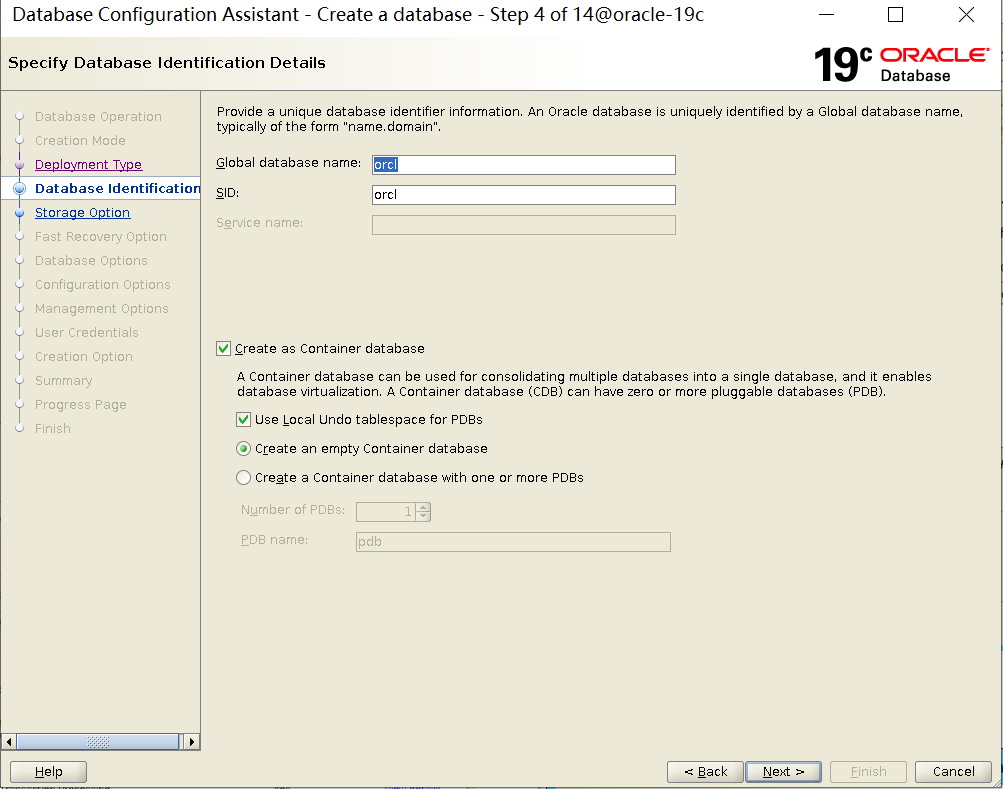 Database Configuration Assistant - Create a database - Step 4 of 14@oracle-19c
Specify Database Identification Details
19c ORACLE
Database
Database Operation
Creation Mode
Deployment Type
Database Identification
Storage Option
Fast Recovery Option
Database Options
Configuration Options
Management Options
User Credentials
Creation Option
Summary
Progress Page
Finish
Provide a unique database identifier information. An Oracle database is uniquely identified by a Global database name,
typically of the form "name.domain".
Global database name: orcl
SID: orcl
Service name:
Create as Container database
A Container database can be used for consolidating multiple databases into a single database, and it enables
database virtualization. A Container database (CDB) can have zero or more pluggable databases (PDB).
Use Local Undo tablespace for PDBs
Create an empty Container database
Create a Container database with one or more PDBs
Number of PDBs: 1
PDB name: pdb
Help
< Back
Next >
Finish
Cancel